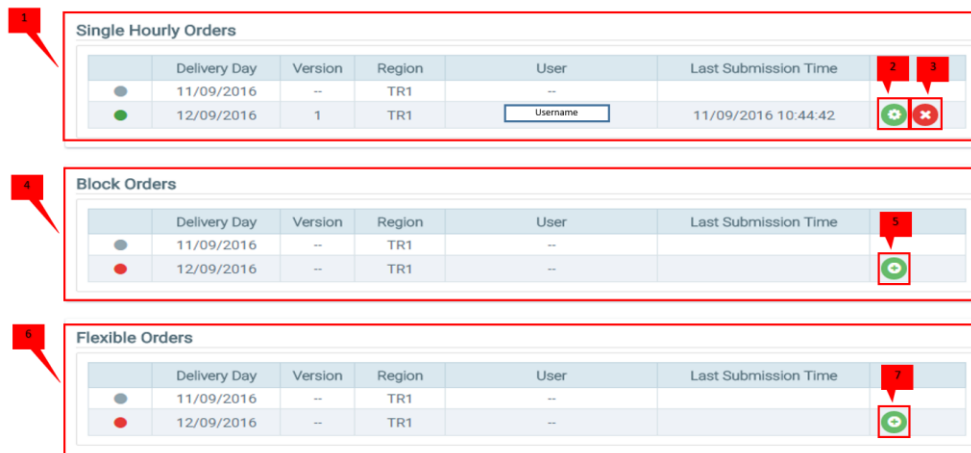 1
Single Hourly Orders
Delivery Day Version Region User Last Submission Time 2 3
11/09/2016 -- TR1 --
12/09/2016 1 TR1 Username 11/09/2016 10:44:42
4
Block Orders
Delivery Day Version Region User Last Submission Time 5
11/09/2016 -- TR1 --
12/09/2016 -- TR1 --
6
Flexible Orders
Delivery Day Version Region User Last Submission Time 7
11/09/2016 -- TR1 --
12/09/2016 -- TR1 --